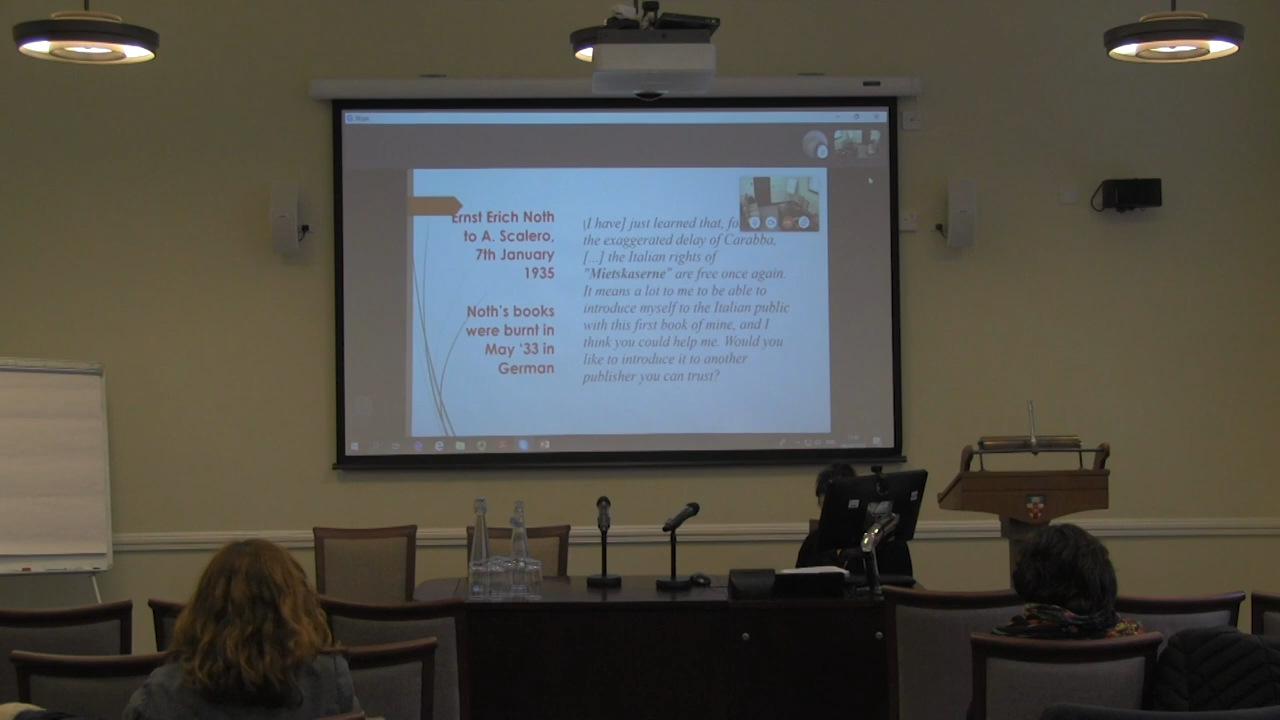 Skype
Ernst Erich Noth
to A. Scalero,
7th January
1935
Noth's books
were burnt in
May '33 in
German
[I have] just learned that,
the exaggerated delay of Carabba,
[...] the Italian rights of
"Mietskaserne" are free once again.
It means a lot to me to be able to
introduce myself to the Italian public
with this first book of mine, and I
think you could help me. Would you
like to introduce it to another
publisher you can trust?